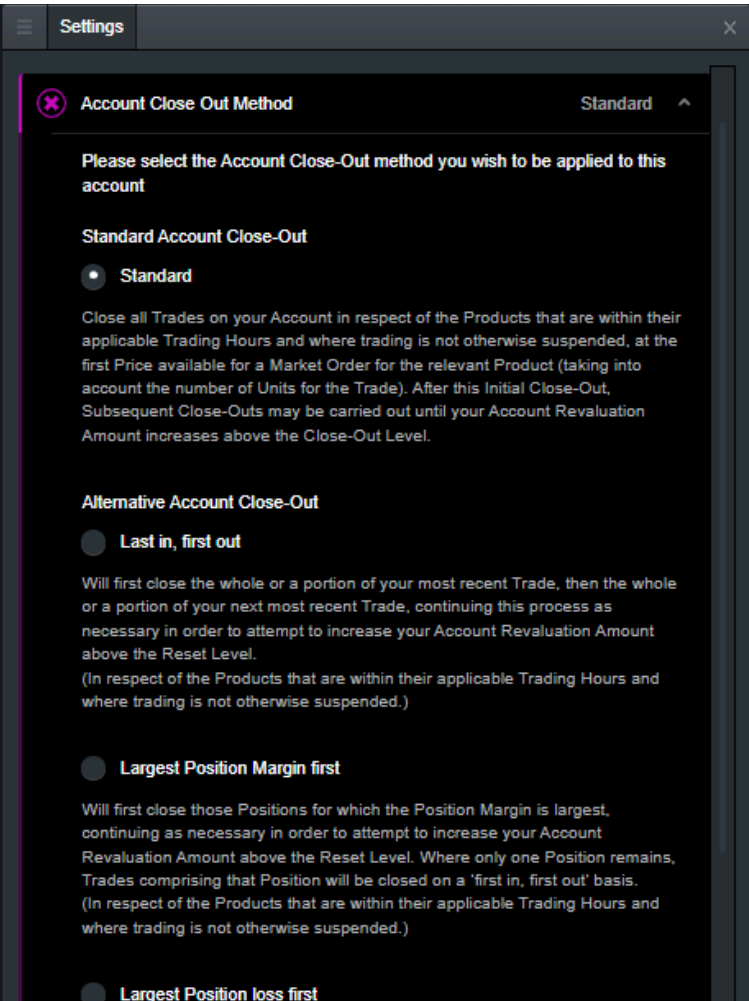 Settings
Account Close Out Method Standard
Please select the Account Close-Out method you wish to be applied to this
account
Standard Account Close-Out
Standard
Close all Trades on your Account in respect of the Products that are within their
applicable Trading Hours and where trading is not otherwise suspended, at the
first Price available for a Market Order for the relevant Product (taking into
account the number of Units for the Trade). After this Initial Close-Out,
Subsequent Close-Outs may be carried out until your Account Revaluation
Amount increases above the Close-Out Level.
Alternative Account Close-Out
Last in, first out
Will first close the whole or a portion of your most recent Trade, then the whole
or a portion of your next most recent Trade, continuing this process as
necessary in order to attempt to increase your Account Revaluation Amount
above the Reset Level.
(In respect of the Products that are within their applicable Trading Hours and
where trading is not otherwise suspended.)
Largest Position Margin first
Will first close those Positions for which the Position Margin is largest,
continuing as necessary in order to attempt to increase your Account
Revaluation Amount above the Reset Level. Where only one Position remains,
Trades comprising that Position will be closed on a 'first in, first out' basis.
(In respect of the Products that are within their applicable Trading Hours and
where trading is not otherwise suspended.)
Largest Position loss first